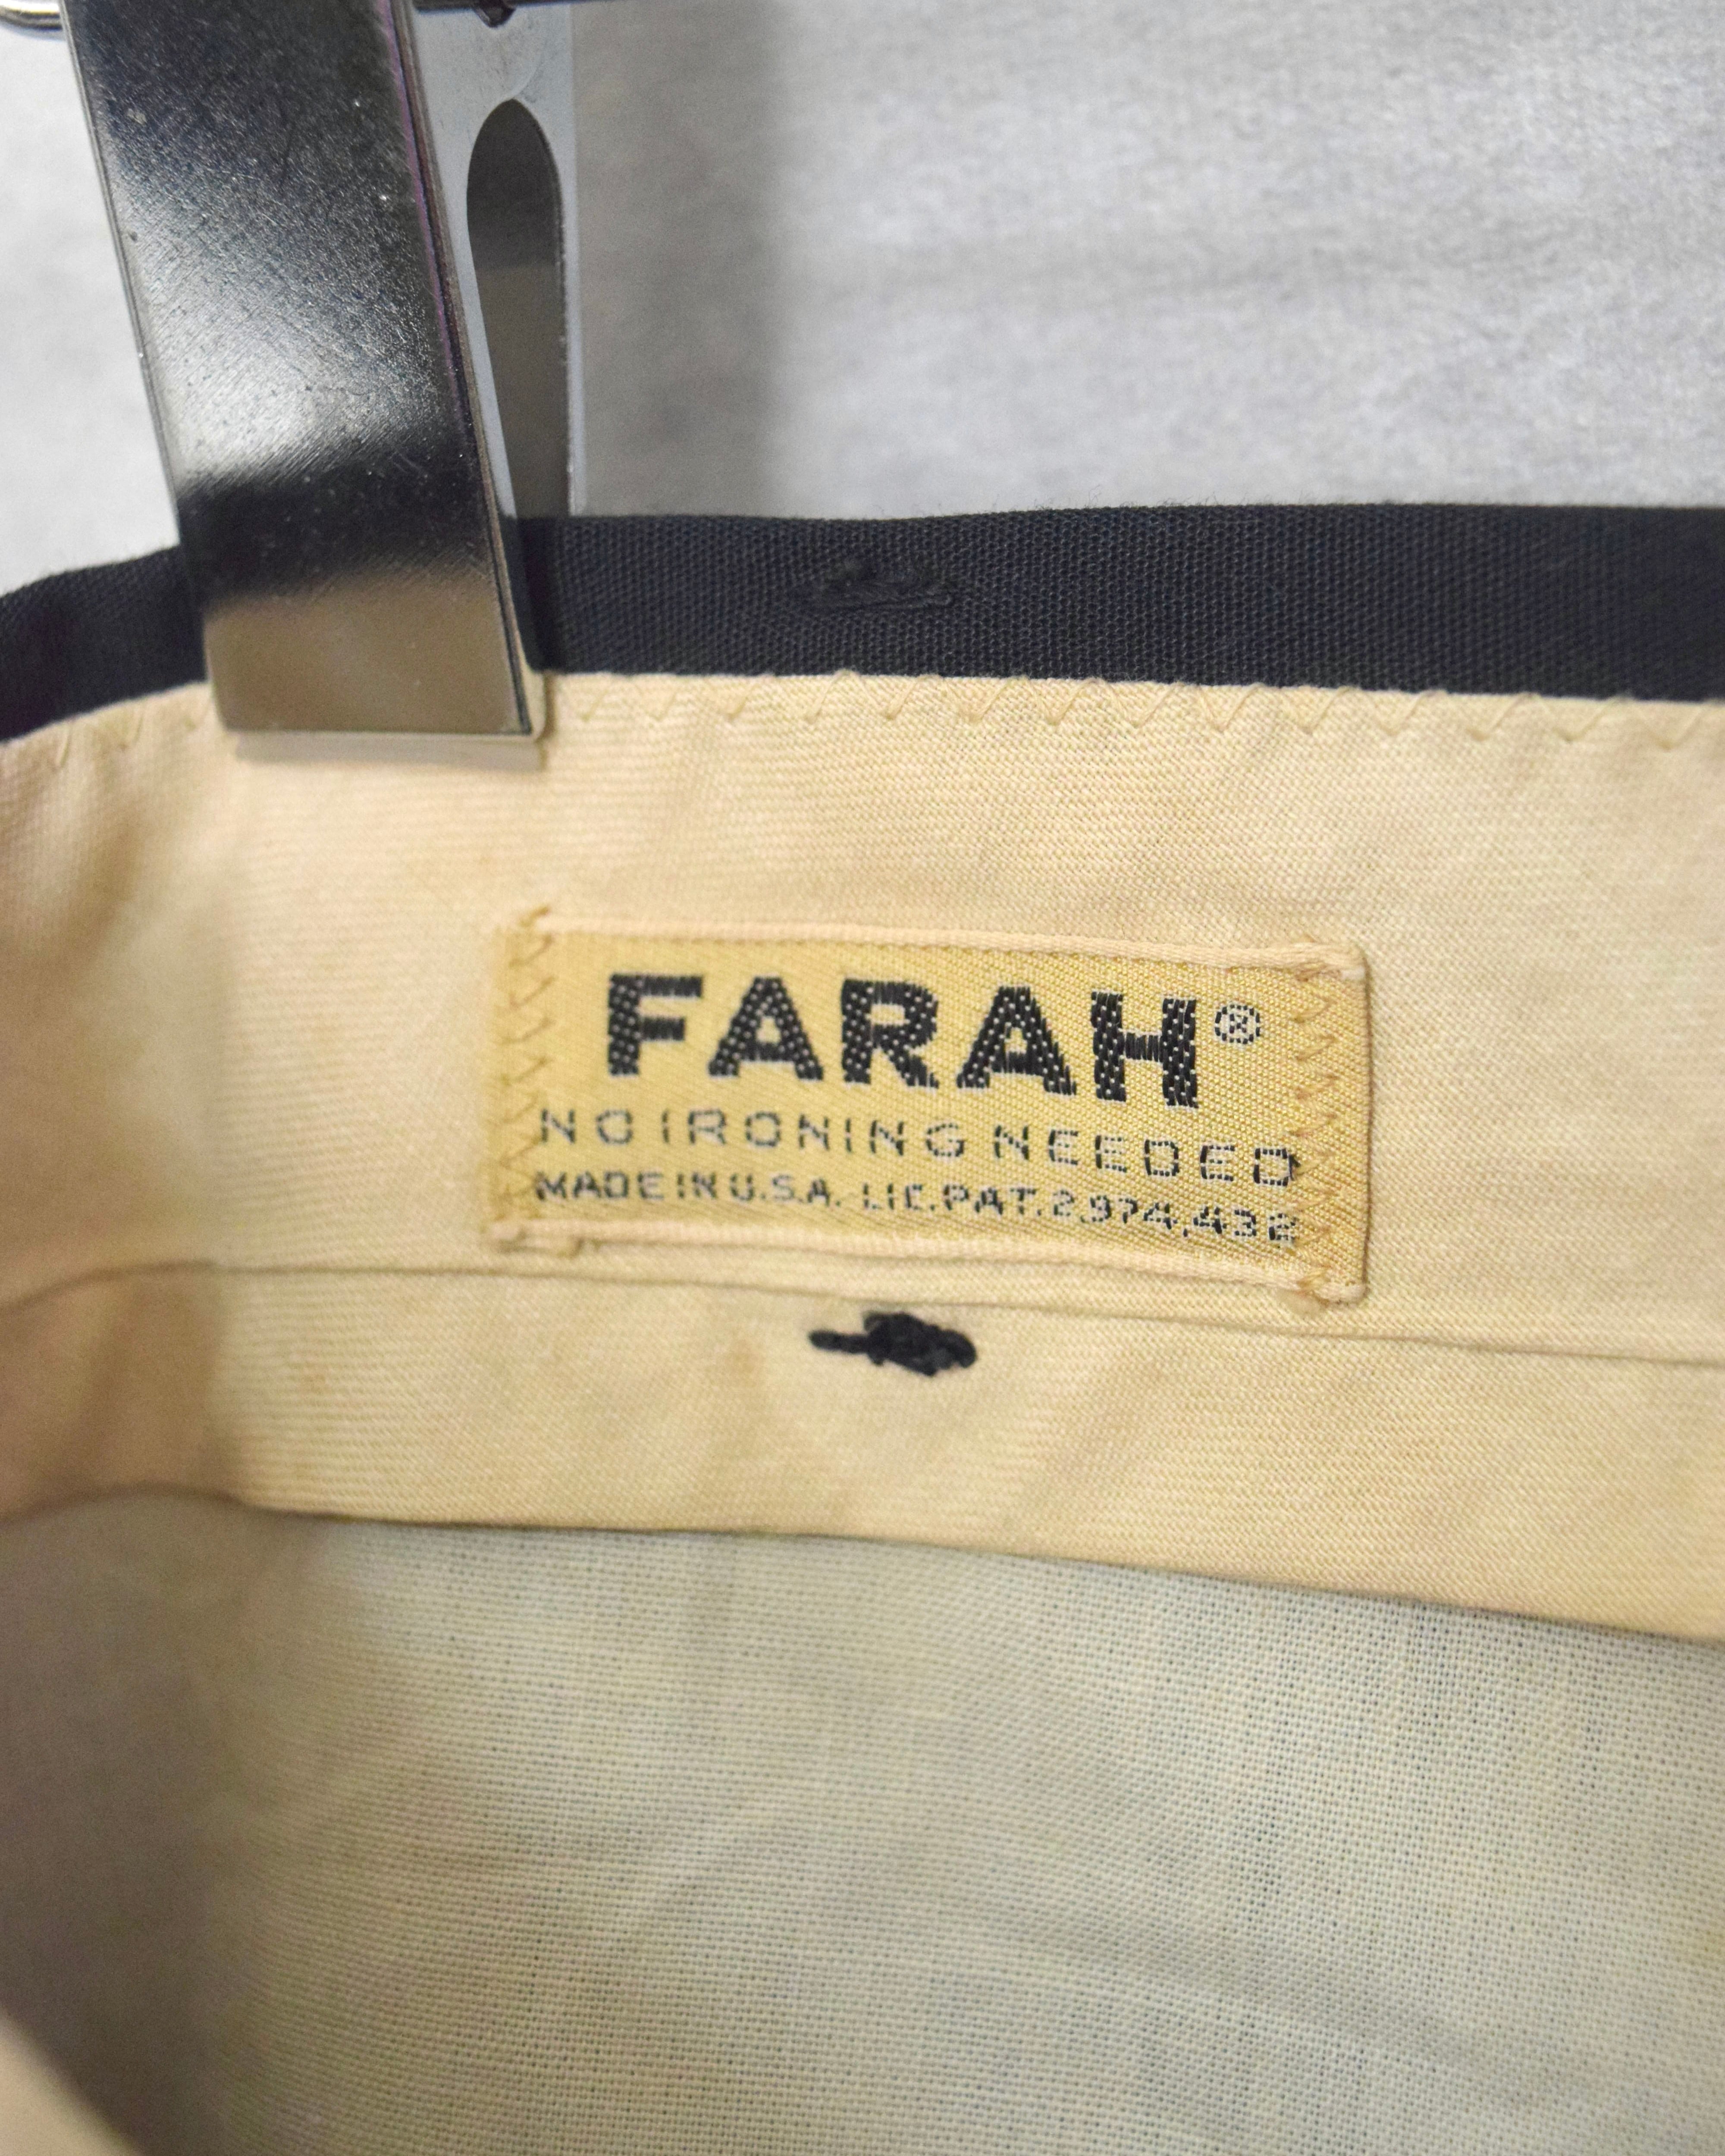 FARAH®
NO IRONING NEEDED
MADE IN U.S.A. LIC. PAT. 2,974,432